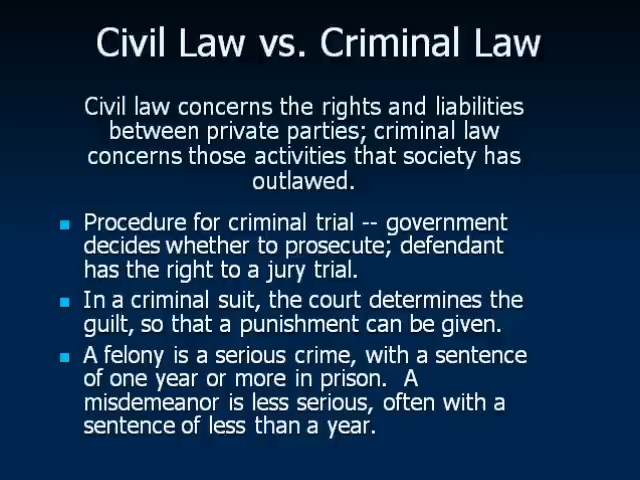 Civil Law vs. Criminal Law
Civil law concerns the rights and liabilities
between private parties; criminal law
concerns those activities that society has
outlawed.
Procedure for criminal trial -- government
decides whether to prosecute; defendant
has the right to a jury trial.
In a criminal suit, the court determines the
guilt, so that a punishment can be given.
A felony is a serious crime, with a sentence
of one year or more in prison. A
misdemeanor is less serious, often with a
sentence of less than a year.